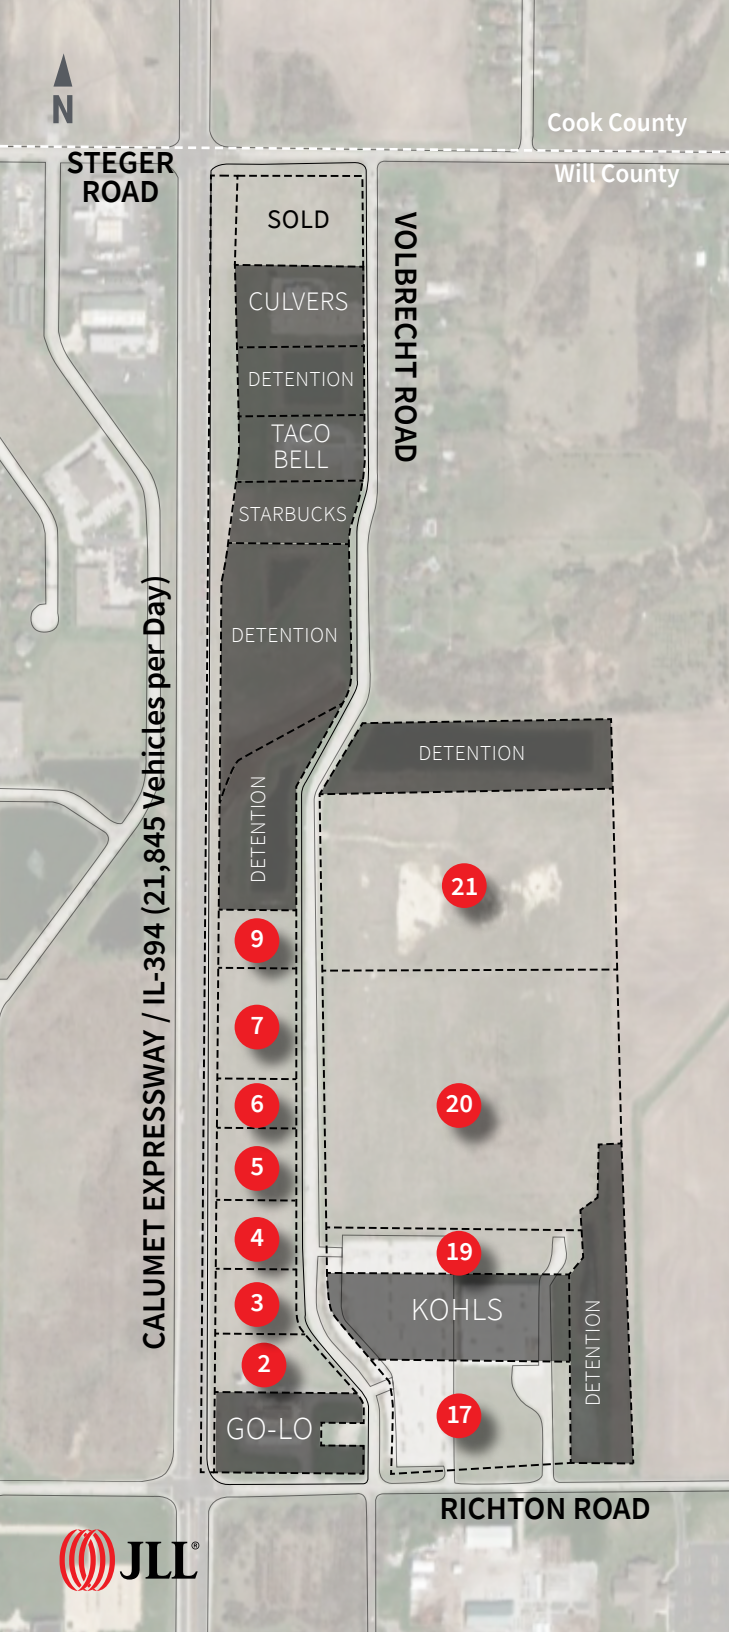 N
Cook County
STEGER
ROAD
Will County
SOLD
VOLBRECHT ROAD
CULVERS
DETENTION
TACO
BELL
STARBUCKS
DETENTION
CALUMET EXPRESSWAY / IL-394 (21,845 Vehicles per Day)
DETENTION
DETENTION
21
9
7
20
6
5
4
19
3
KOHLS
DETENTION
2
17
GO-LO
RICHTON ROAD
JLL®